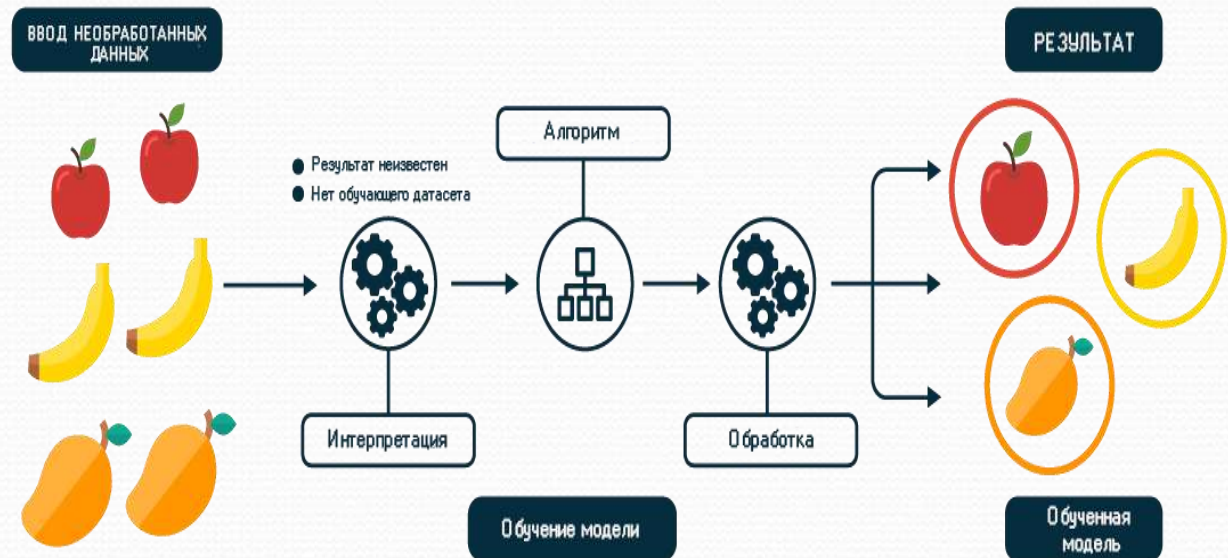 ВВОД НЕОБРАБОТАННЫХ
ДАННЫХ
РЕЗУЛЬТАТ
Алгоритм
Результат неизвестен
Нет обучающего датасета
Интерпретация
Обработка
Обучение модели
Обученная
модель